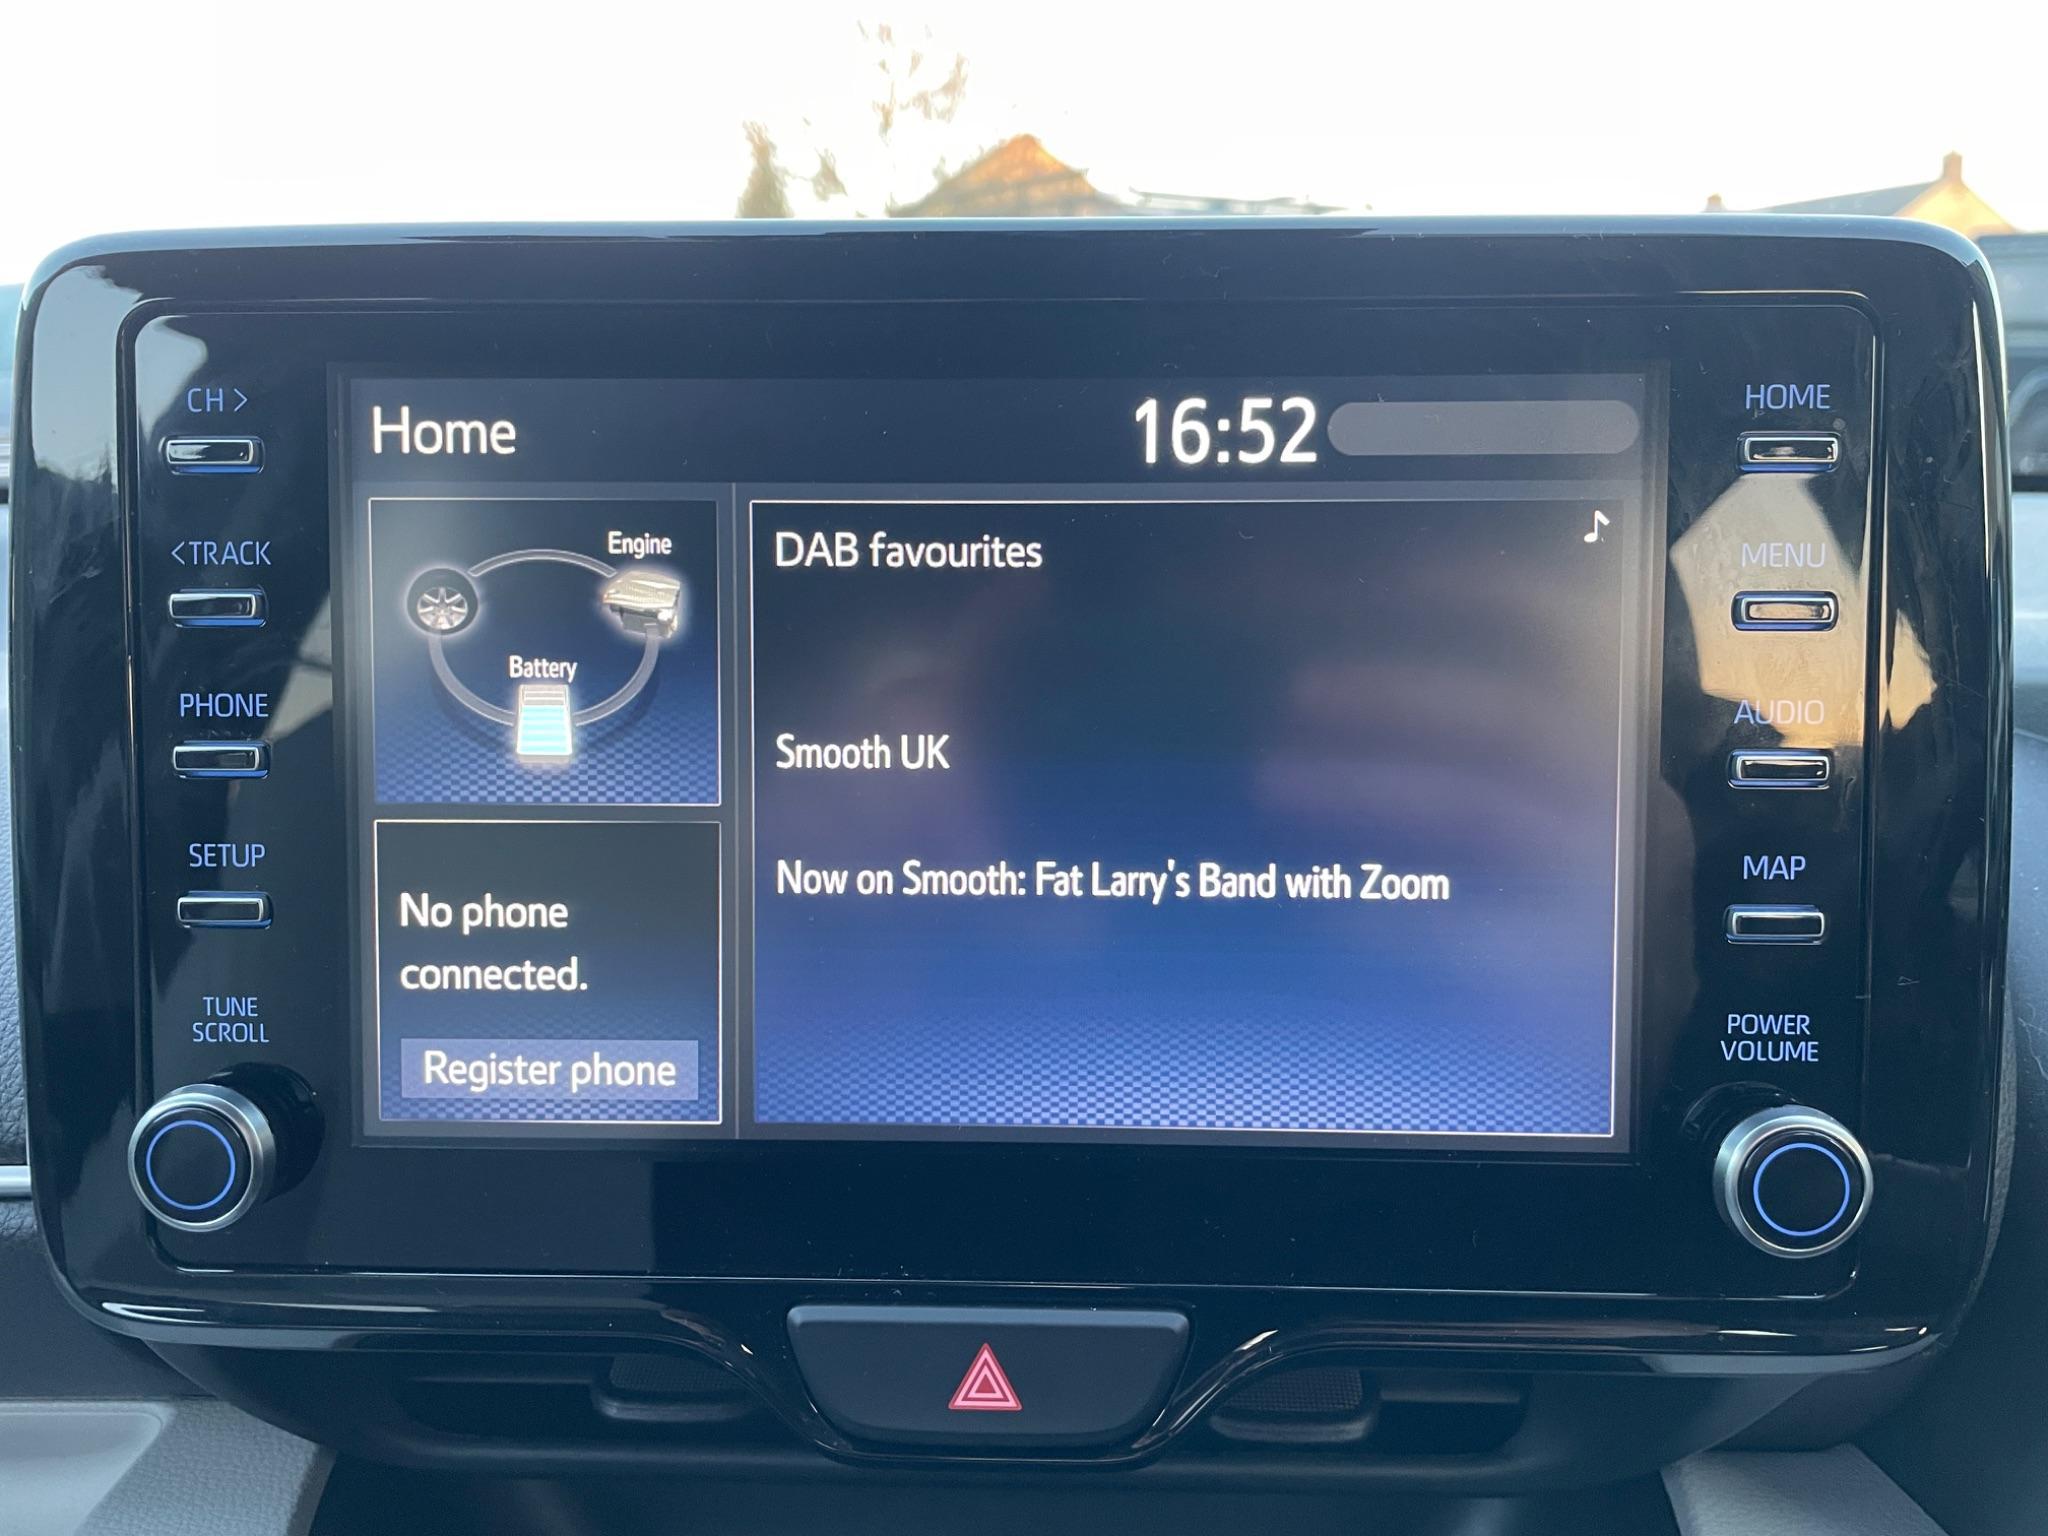 CH >
<TRACK
PHONE
SETUP
TUNE
SCROLL
Home
16:52
Engine
Battery
No phone
connected.
Register phone
DAB favourites
Smooth UK
Now on Smooth: Fat Larry's Band with Zoom
HOME
MENU
AUDIO
MAP
POWER
VOLUME